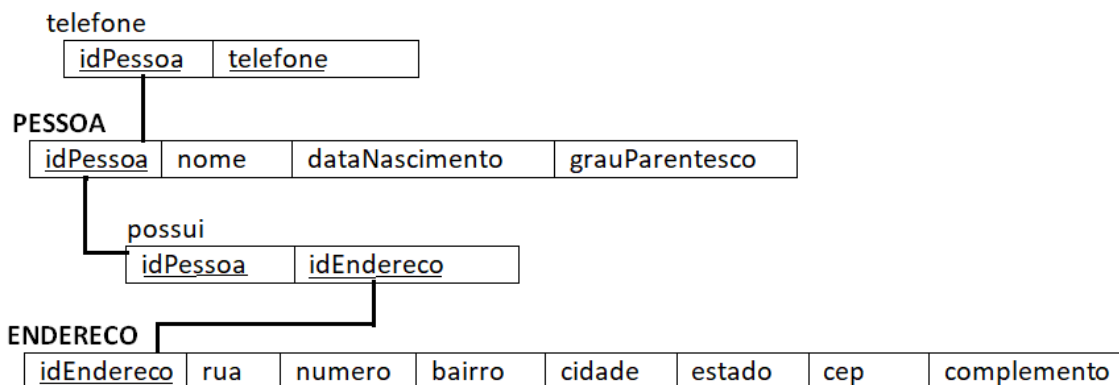 telefone
idPessoa telefone
PESSOA
idPessoa nome dataNascimento grauParentesco
possui
idPessoa idEndereco
ENDERECO
idEndereco rua numero bairro cidade estado cep complemento